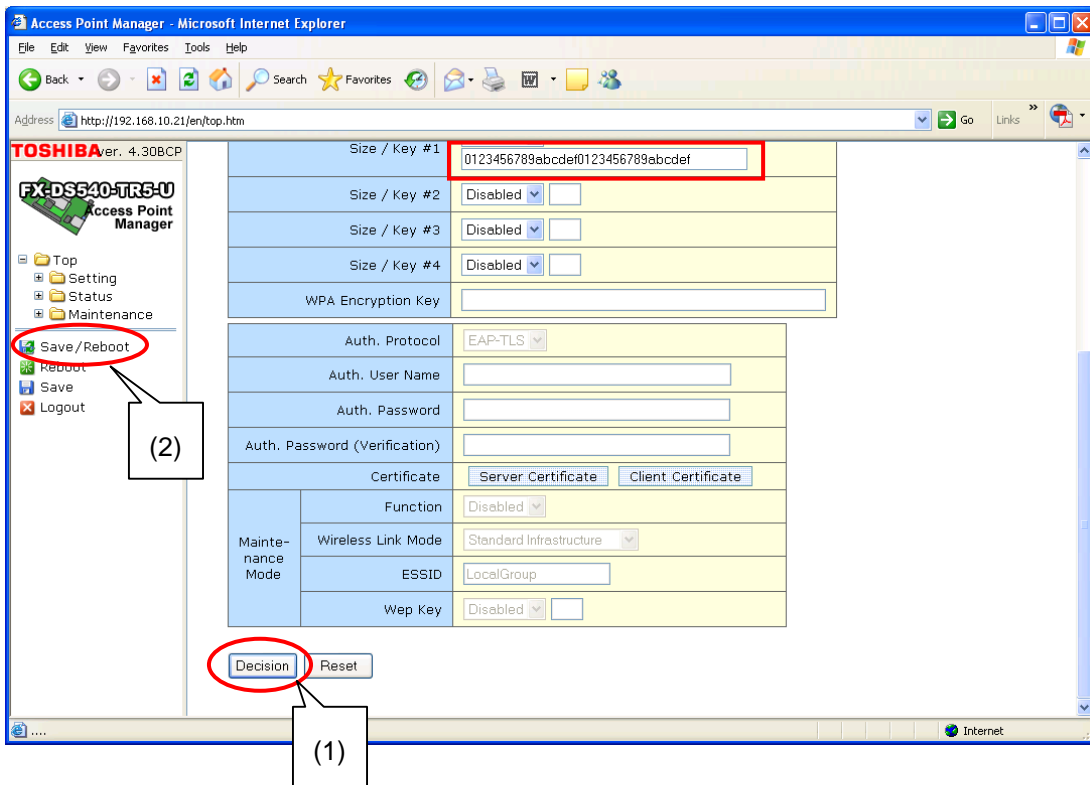 Access Point Manager - Microsoft Internet Explorer
File Edit View Favorites Tools Help
Back Search Favorites
Address http://192.168.10.21/en/top.htm Go Links »
TOSHIBA ver. 4.30BCP
FX-DS540-TR5-U
Access Point
Manager
Top
Setting
Status
Maintenance
Save/Reboot
Reboot
Save
Logout
(2)
Size / Key #1 0123456789abcdef0123456789abcdef
Size / Key #2 Disabled
Size / Key #3 Disabled
Size / Key #4 Disabled
WPA Encryption Key
Auth. Protocol EAP-TLS
Auth. User Name
Auth. Password
Auth. Password (Verification)
Certificate Server Certificate Client Certificate
Mainte-
nance
Mode
Function Disabled
Wireless Link Mode Standard Infrastructure
ESSID LocalGroup
Wep Key Disabled
Decision Reset
(1)
.... Internet